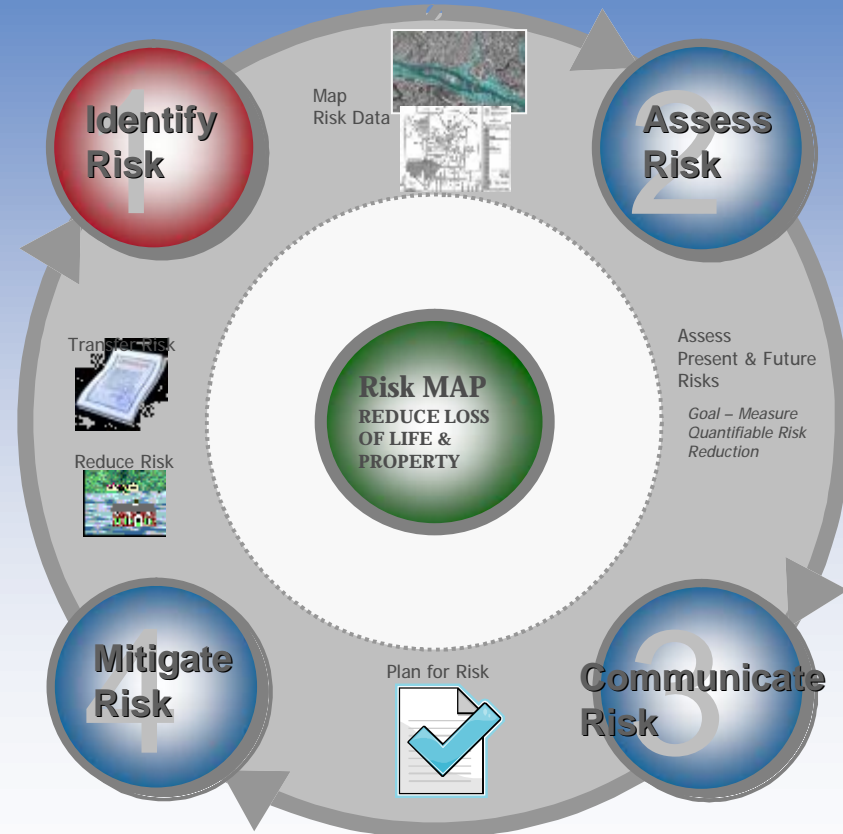 1
Identify
Risk
Map
Risk Data
2
Assess
Risk
Transfer Risk
Reduce Risk
Risk MAP
REDUCE LOSS
OF LIFE &
PROPERTY
Assess
Present & Future
Risks
Goal – Measure
Quantifiable Risk
Reduction
4
Mitigate
Risk
Plan for Risk
3
Communicate
Risk